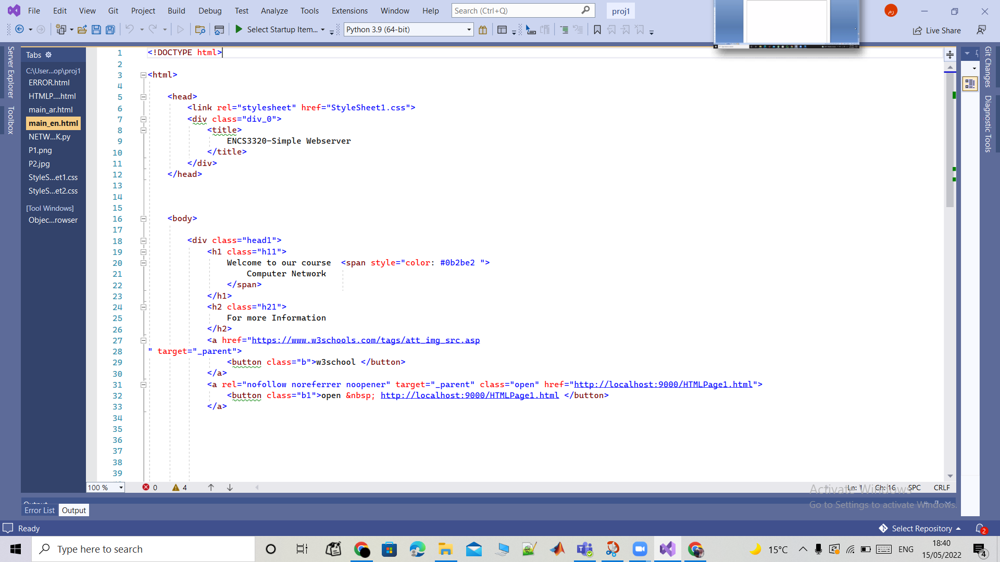 File Edit View Git Project Build Debug Test Analyze Tools Extensions Window Help Search (Ctrl+Q) proj1 رم
Select Startup Item... Python 3.9 (64-bit) Live Share
Server Explorer
Toolbox
Tabs
C:\User...op\proj1
ERROR.html
HTMLP....html
main_ar.html
main_en.html
NETW...K.py
P1.png
P2.jpg
StyleS...et1.css
StyleS...et2.css
[Tool Windows]
Objec...rowser
1 <!DOCTYPE html>
2
3 <html>
4
5 <head>
6 <link rel="stylesheet" href="StyleSheet1.css">
7 <div class="div_0">
8 <title>
9 ENCS3320-Simple Webserver
10 </title>
11 </div>
12 </head>
13
14
15
16 <body>
17
18 <div class="head1">
19 <h1 class="h11">
20 Welcome to our course <span style="color: #0b2be2 ">
21 Computer Network
22 </span>
23 </h1>
24 <h2 class="h21">
25 For more Information
26 </h2>
27 <a href="https://www.w3schools.com/tags/att_img_src.asp
28 " target="_parent">
29 <button class="b">w3school </button>
30 </a>
31 <a rel="nofollow noreferrer noopener" target="_parent" class="open" href="http://localhost:9000/HTMLPage1.html">
32 <button class="b1">open &nbsp; http://localhost:9000/HTMLPage1.html </button>
33 </a>
34
35
36
37
38
39
Git Changes
Diagnostic Tools
100 % 0 4 Ln: 1 Ch: 16 SPC CRLF
Activate Windows
Go to Settings to activate Windows.
Output
Error List Output
Ready Select Repository 2
Type here to search 15°C ENG 18:40
15/05/2022 4